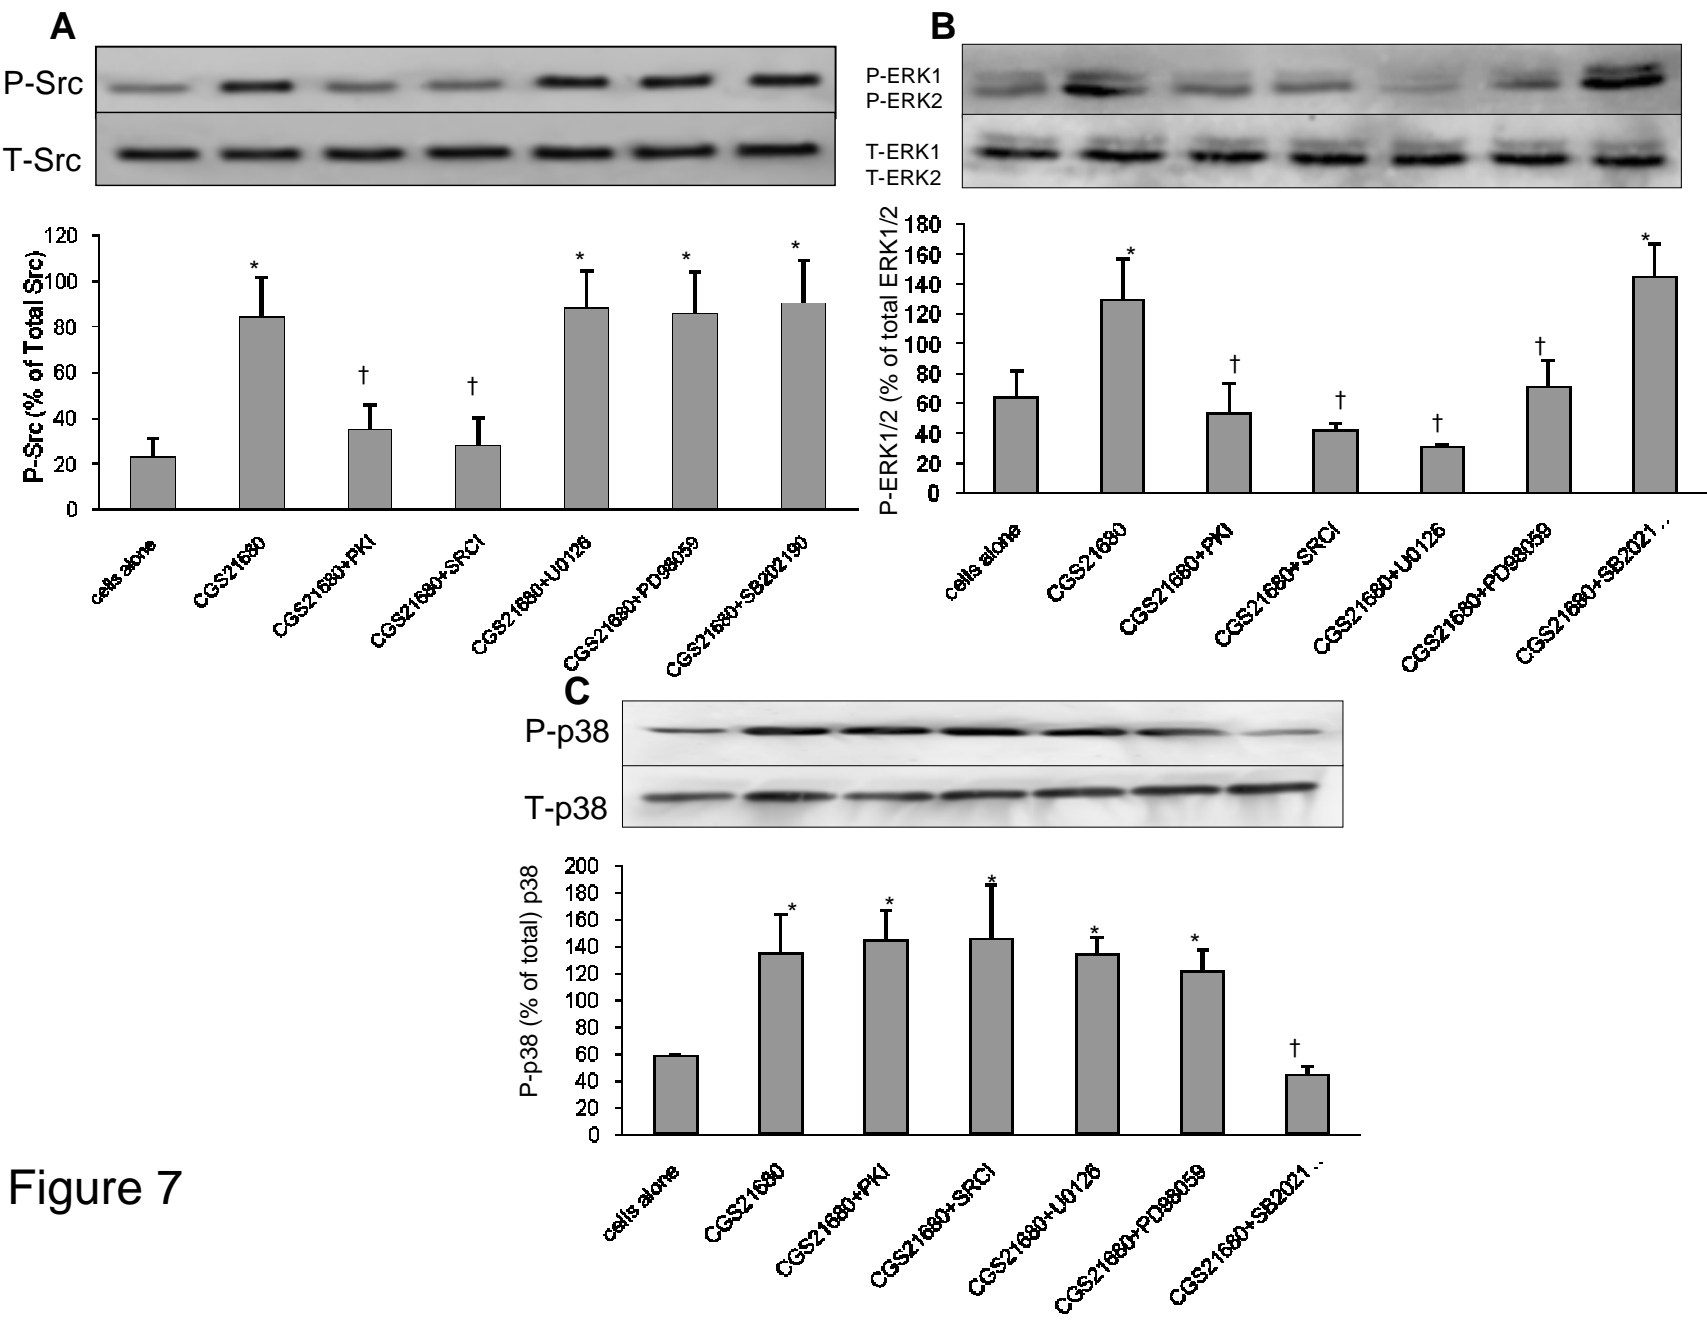 A
P-Src
T-Src
P-Src (% of Total Src)
120
100
80
60
40
20
0
*
†
†
*
*
*
cells alone
CGS21680
CGS21680+PKI
CGS21680+SRCI
CGS21680+U0126
CGS21680+PD98059
CGS21680+SB202190
B
P-ERK1
P-ERK2
T-ERK1
T-ERK2
P-ERK1/2 (% of total ERK1/2
180
160
140
120
100
80
60
40
20
0
*
†
†
†
†
*
cells alone
CGS21680
CGS21680+PKI
CGS21680+SRCI
CGS21680+U0126
CGS21680+PD98059
CGS21680+SB2021...
C
P-p38
T-p38
P-p38 (% of total) p38
200
180
160
140
120
100
80
60
40
20
0
*
*
*
*
*
†
cells alone
CGS21680
CGS21680+PKI
CGS21680+SRCI
CGS21680+U0126
CGS21680+PD98059
CGS21680+SB2021...
Figure 7